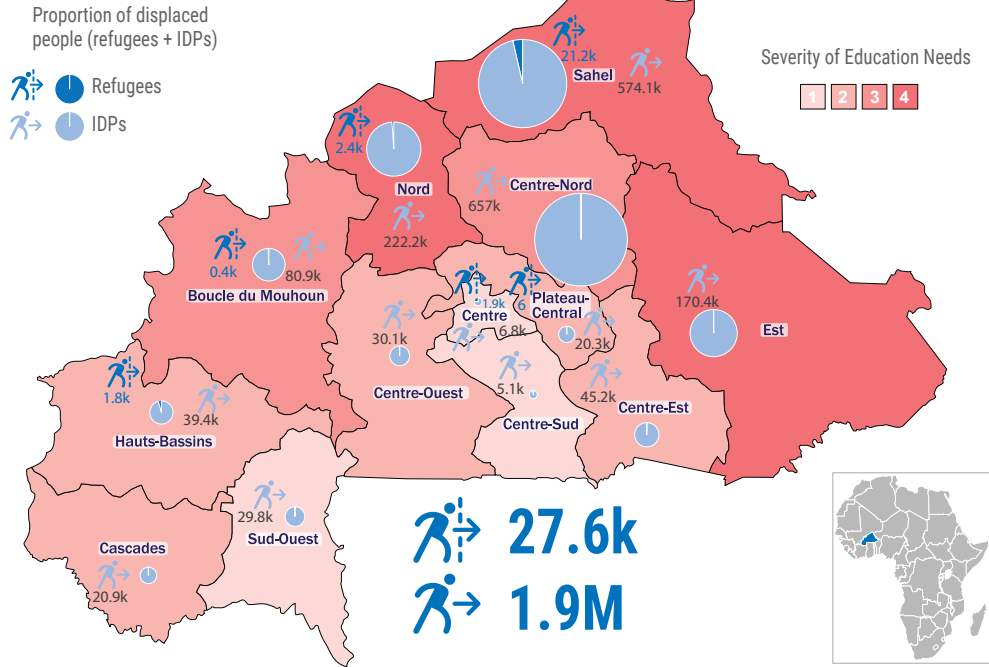 Proportion of displaced
people (refugees + IDPs)
Refugees
IDPs
Severity of Education Needs
1 2 3 4
21.2k
Sahel
574.1k
2.4k
Nord
222.2k
Centre-Nord
657k
0.4k
80.9k
Boucle du Mouhoun
170.4k
Est
1.9k
Centre
6.8k
6
Plateau-
Central
20.3k
30.1k
Centre-Ouest
5.1k
Centre-Sud
45.2k
Centre-Est
1.8k
39.4k
Hauts-Bassins
29.8k
Sud-Ouest
Cascades
20.9k
27.6k
1.9M